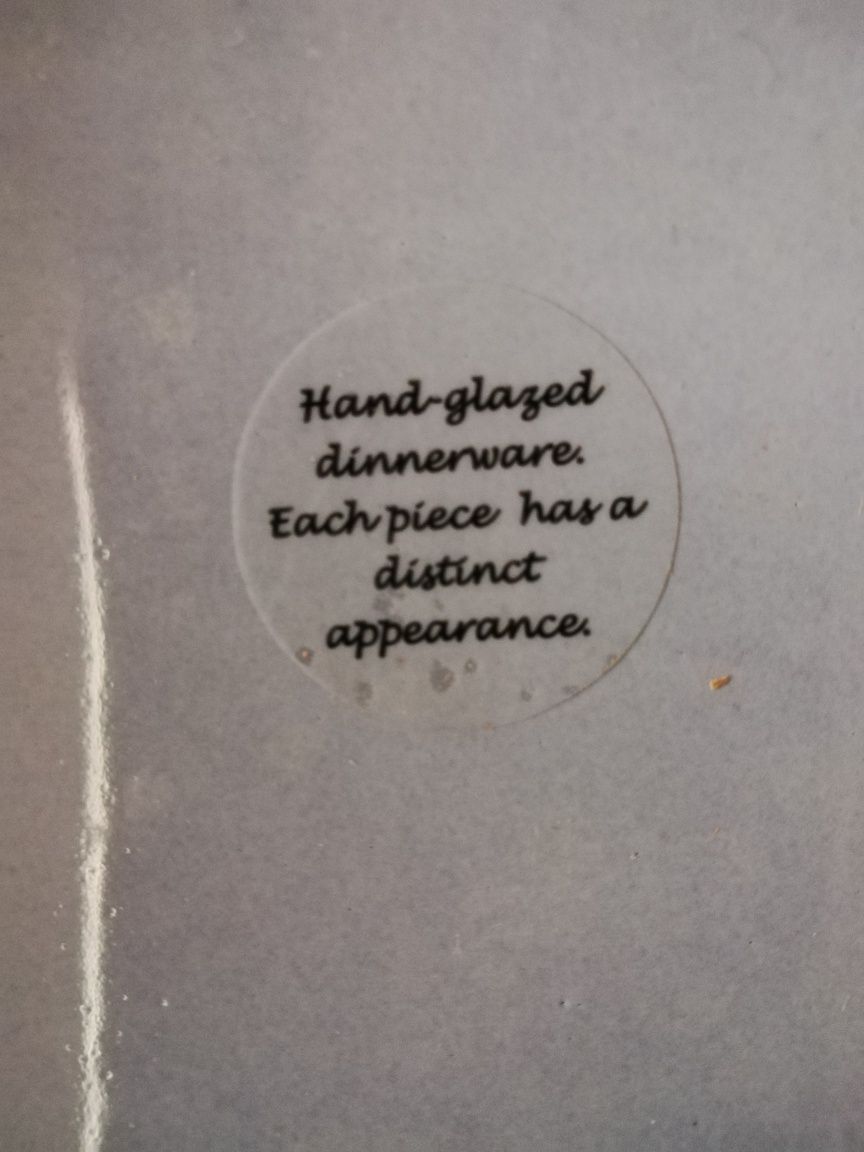 Hand-glazed
dinnerware.
Each piece has a
distinct
appearance.